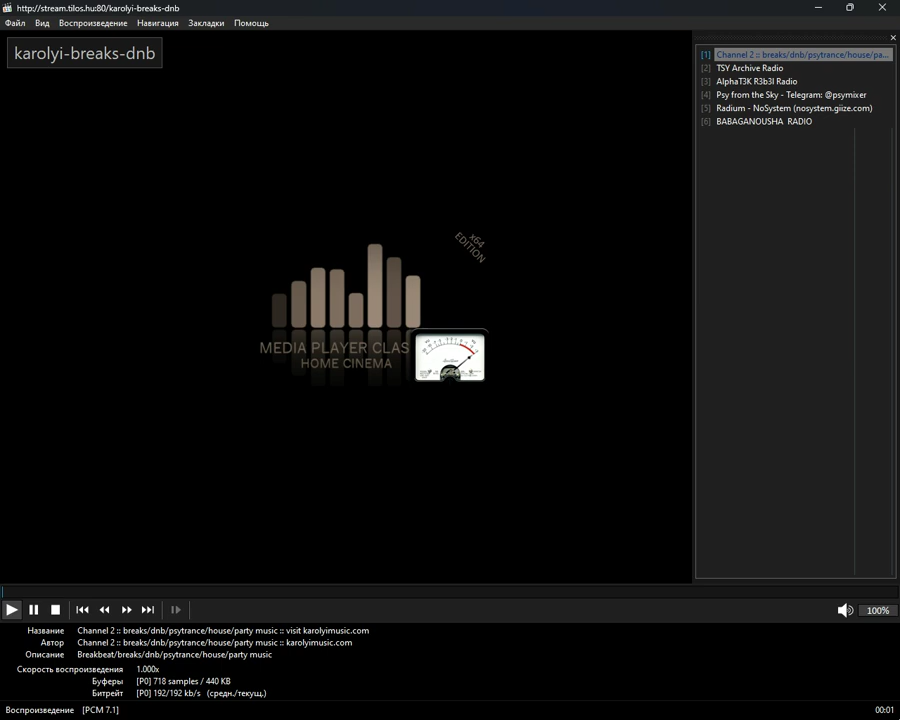 http://stream.tilos.hu:80/karolyi-breaks-dnb
Файл Вид Воспроизведение Навигация Закладки Помощь
karolyi-breaks-dnb
[1] Channel 2 :: breaks/dnb/psytrance/house/pa...
[2] TSY Archive Radio
[3] AlphaT3K R3b3l Radio
[4] Psy from the Sky - Telegram: @psymixer
[5] Radium - NoSystem (nosystem.giize.com)
[6] BABAGANOUSHA RADIO
x64
EDITION
MEDIA PLAYER CLAS
HOME CINEMA
100%
Название Channel 2 :: breaks/dnb/psytrance/house/party music :: visit karolyimusic.com
Автор Channel 2 :: breaks/dnb/psytrance/house/party music :: karolyimusic.com
Описание Breakbeat/breaks/dnb/psytrance/house/party music
Скорость воспроизведения 1.000x
Буферы [P0] 718 samples / 440 KB
Битрейт [P0] 192/192 kb/s (средн./текущ.)
Воспроизведение [PCM 7.1] 00:01